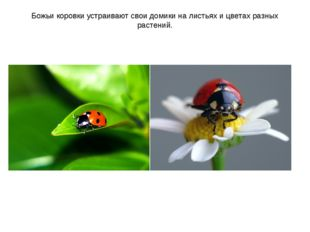 Божьи коровки устраивают свои домики на листьях и цветах разных
растений.